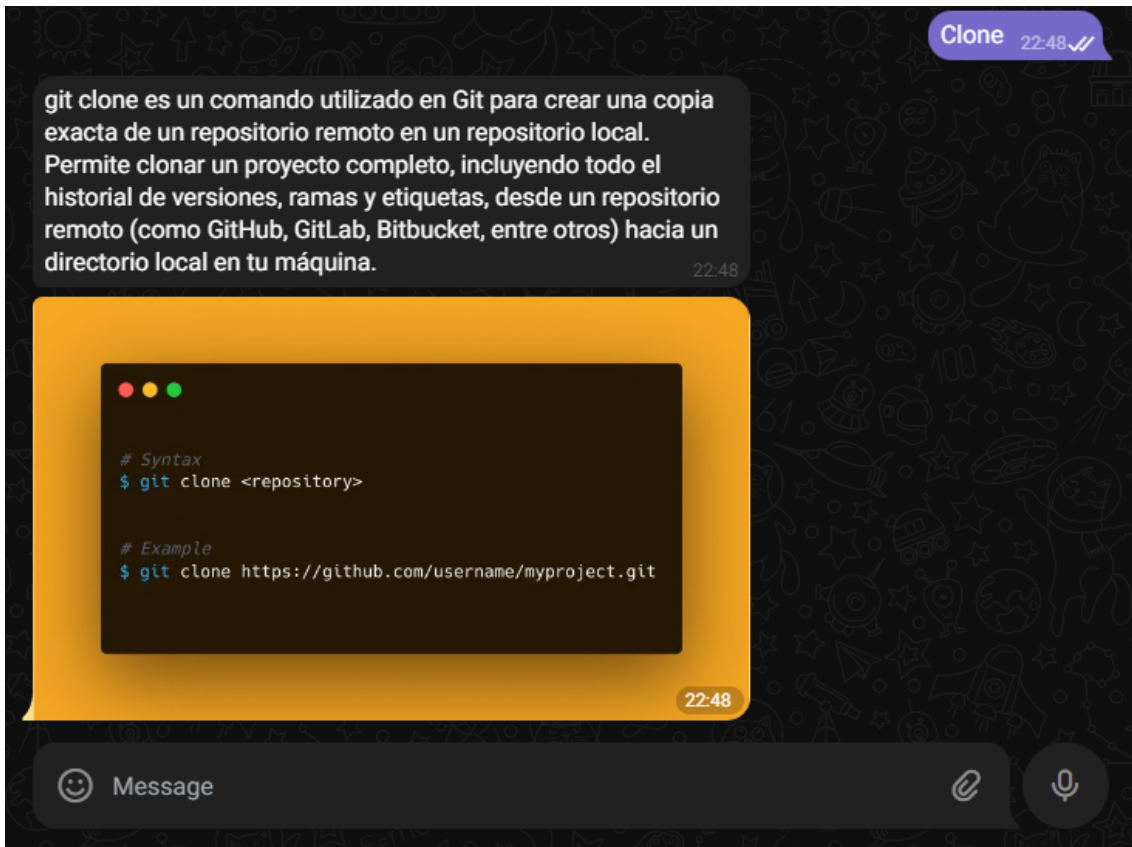 Clone 22:48
git clone es un comando utilizado en Git para crear una copia
exacta de un repositorio remoto en un repositorio local.
Permite clonar un proyecto completo, incluyendo todo el
historial de versiones, ramas y etiquetas, desde un repositorio
remoto (como GitHub, GitLab, Bitbucket, entre otros) hacia un
directorio local en tu máquina.
22:48
# Syntax
$ git clone <repository>
# Example
$ git clone https://github.com/username/myproject.git
22:48
Message